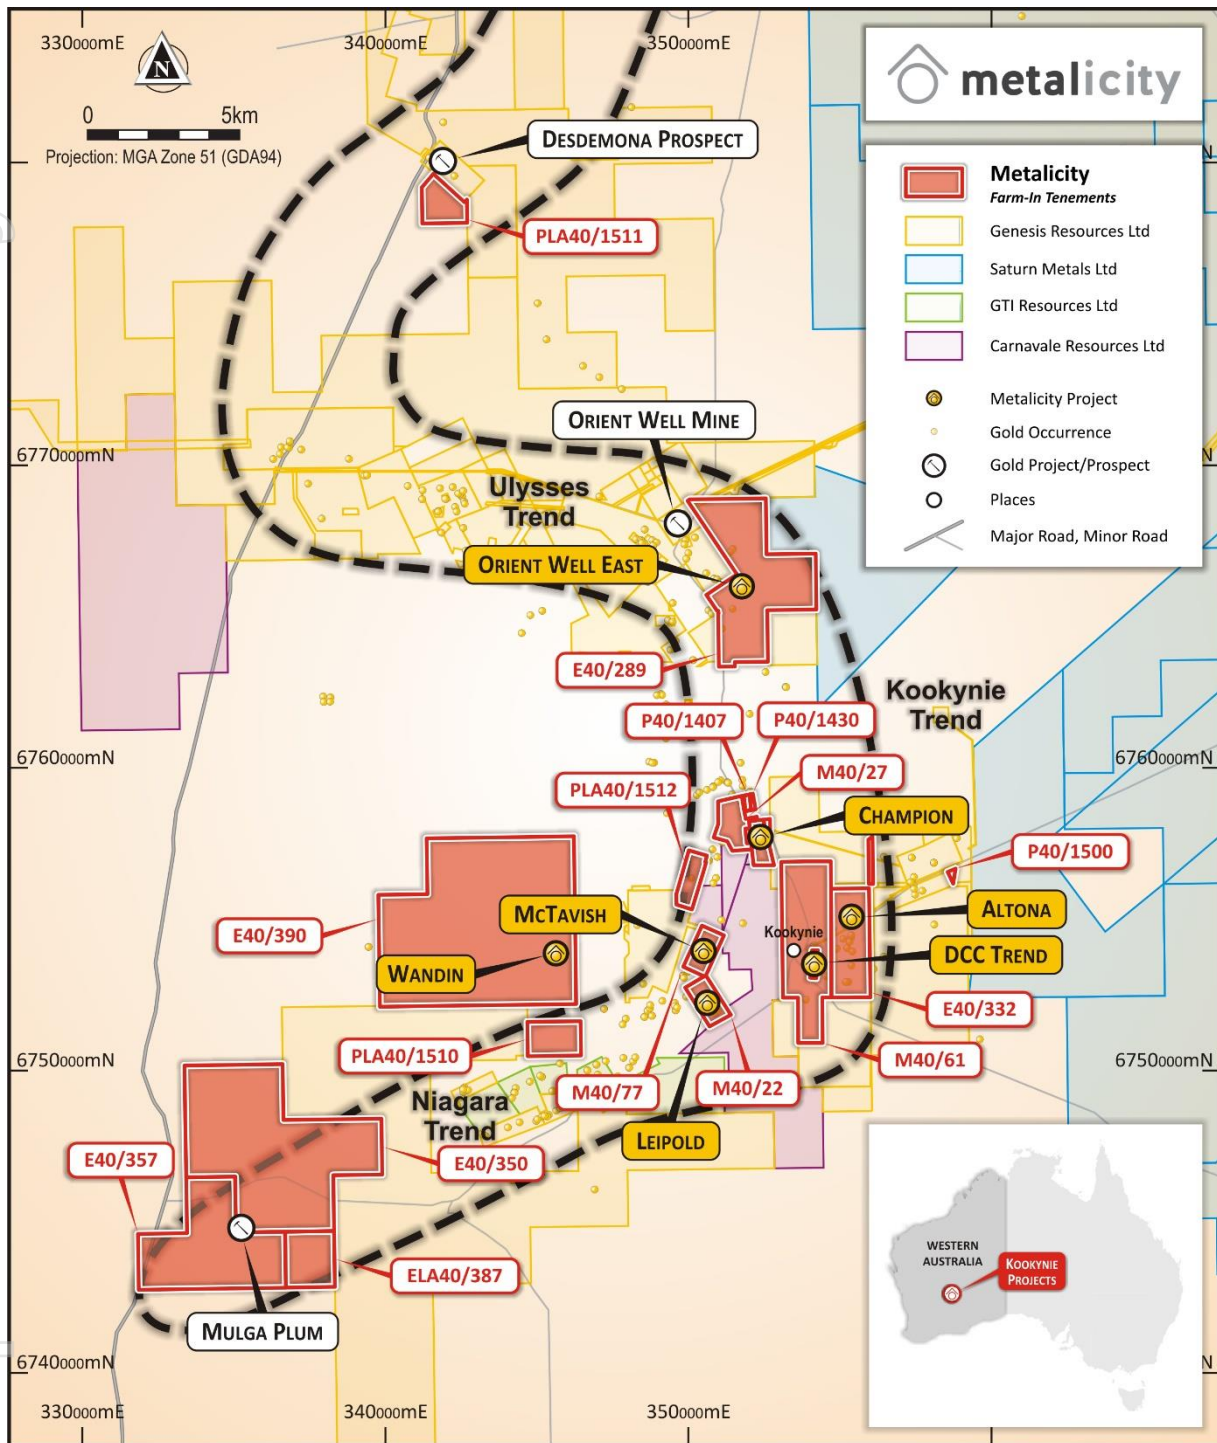 330000mE
340000mE
350000mE
N
0 5km
Projection: MGA Zone 51 (GDA94)
metalicity
Metalicity
Farm-In Tenements
Genesis Resources Ltd
Saturn Metals Ltd
GTI Resources Ltd
Carnavale Resources Ltd
Metalicity Project
Gold Occurrence
Gold Project/Prospect
Places
Major Road, Minor Road
DESDEMONA PROSPECT
PLA40/1511
ORIENT WELL MINE
6770000mN
N
Ulysses
Trend
ORIENT WELL EAST
E40/289
Kookynie
Trend
P40/1407
P40/1430
6760000mN
6760000mN
M40/27
PLA40/1512
CHAMPION
P40/1500
MCTAVISH
ALTONA
E40/390
Kookynie
WANDIN
DCC TREND
E40/332
PLA40/1510
M40/61
6750000mN
6750000mN
M40/77
M40/22
Niagara
Trend
LEIPOLD
E40/357
E40/350
ELA40/387
MULGA PLUM
WESTERN
AUSTRALIA
KOOKYNIE
PROJECTS
6740000mN
N
330000mE
340000mE
350000mE